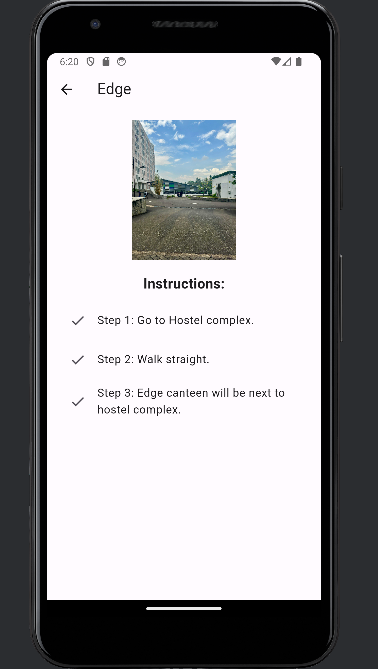 6:20
Edge
Instructions:
Step 1: Go to Hostel complex.
Step 2: Walk straight.
Step 3: Edge canteen will be next to
hostel complex.